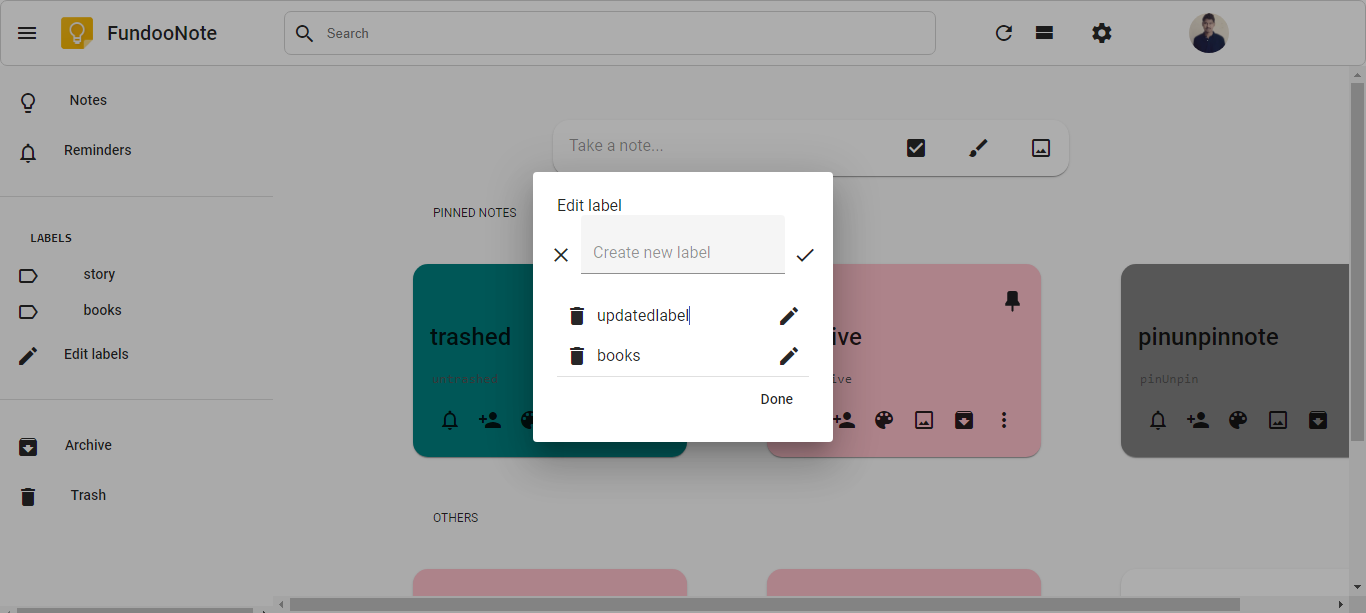 FundooNote
Search
Notes
Reminders
LABELS
story
books
Edit labels
Archive
Trash
Take a note...
PINNED NOTES
Edit label
Create new label
updatedlabel
books
Done
trashed
untrashed
ive
ive
pinunpinnote
pinUnpin
OTHERS